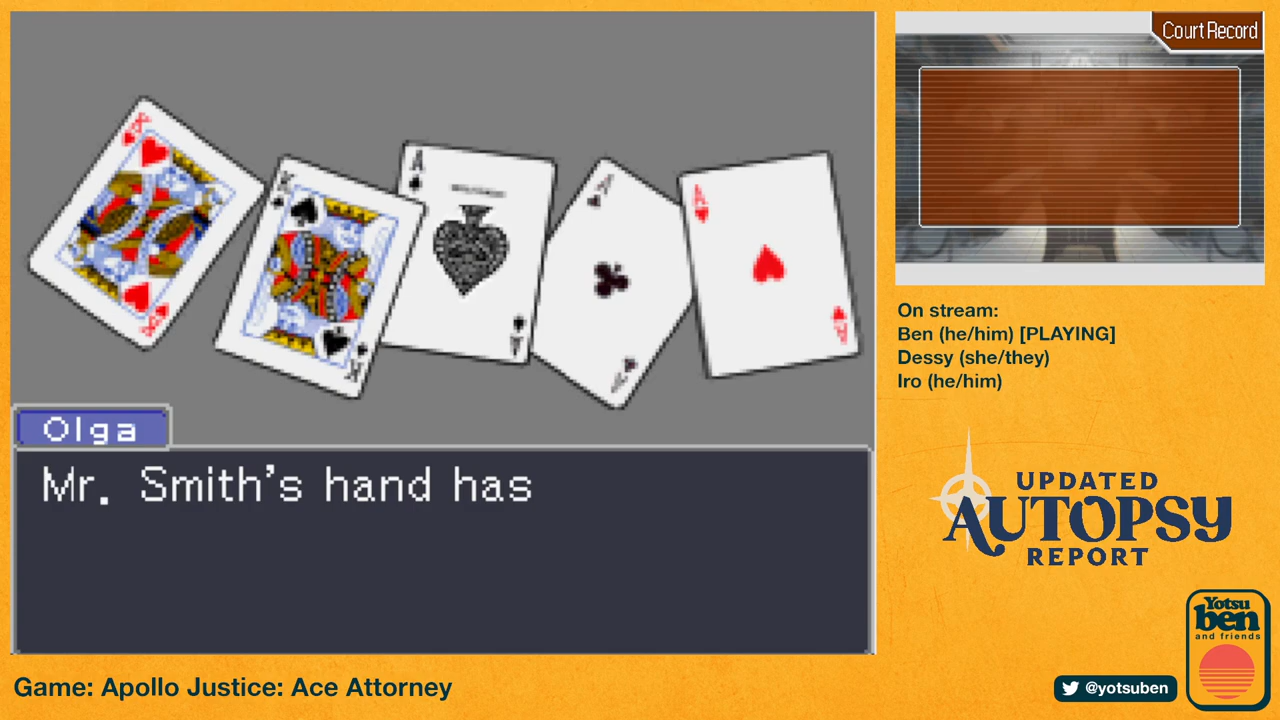 Court Record
K
K
K
K
A
A
A
A
A
A
Olga
Mr. Smith's hand has
On stream:
Ben (he/him) [PLAYING]
Dessy (she/they)
Iro (he/him)
UPDATED
AUTOPSY
REPORT
Yotsu
ben
and friends
Game: Apollo Justice: Ace Attorney
@yotsuben